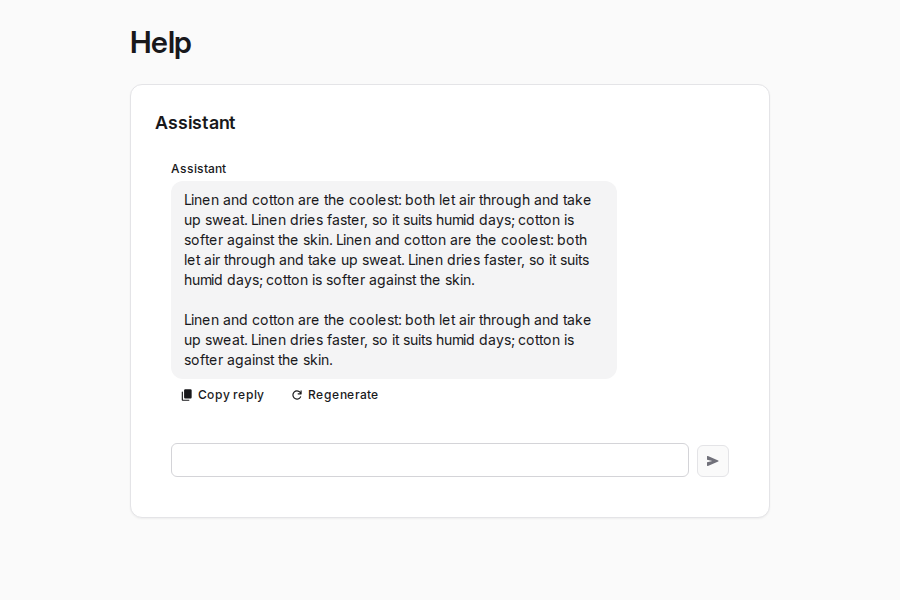 Help
Assistant
Assistant
Linen and cotton are the coolest: both let air through and take
up sweat. Linen dries faster, so it suits humid days; cotton is
softer against the skin. Linen and cotton are the coolest: both
let air through and take up sweat. Linen dries faster, so it suits
humid days; cotton is softer against the skin.
Linen and cotton are the coolest: both let air through and take
up sweat. Linen dries faster, so it suits humid days; cotton is
softer against the skin.
Copy reply
Regenerate